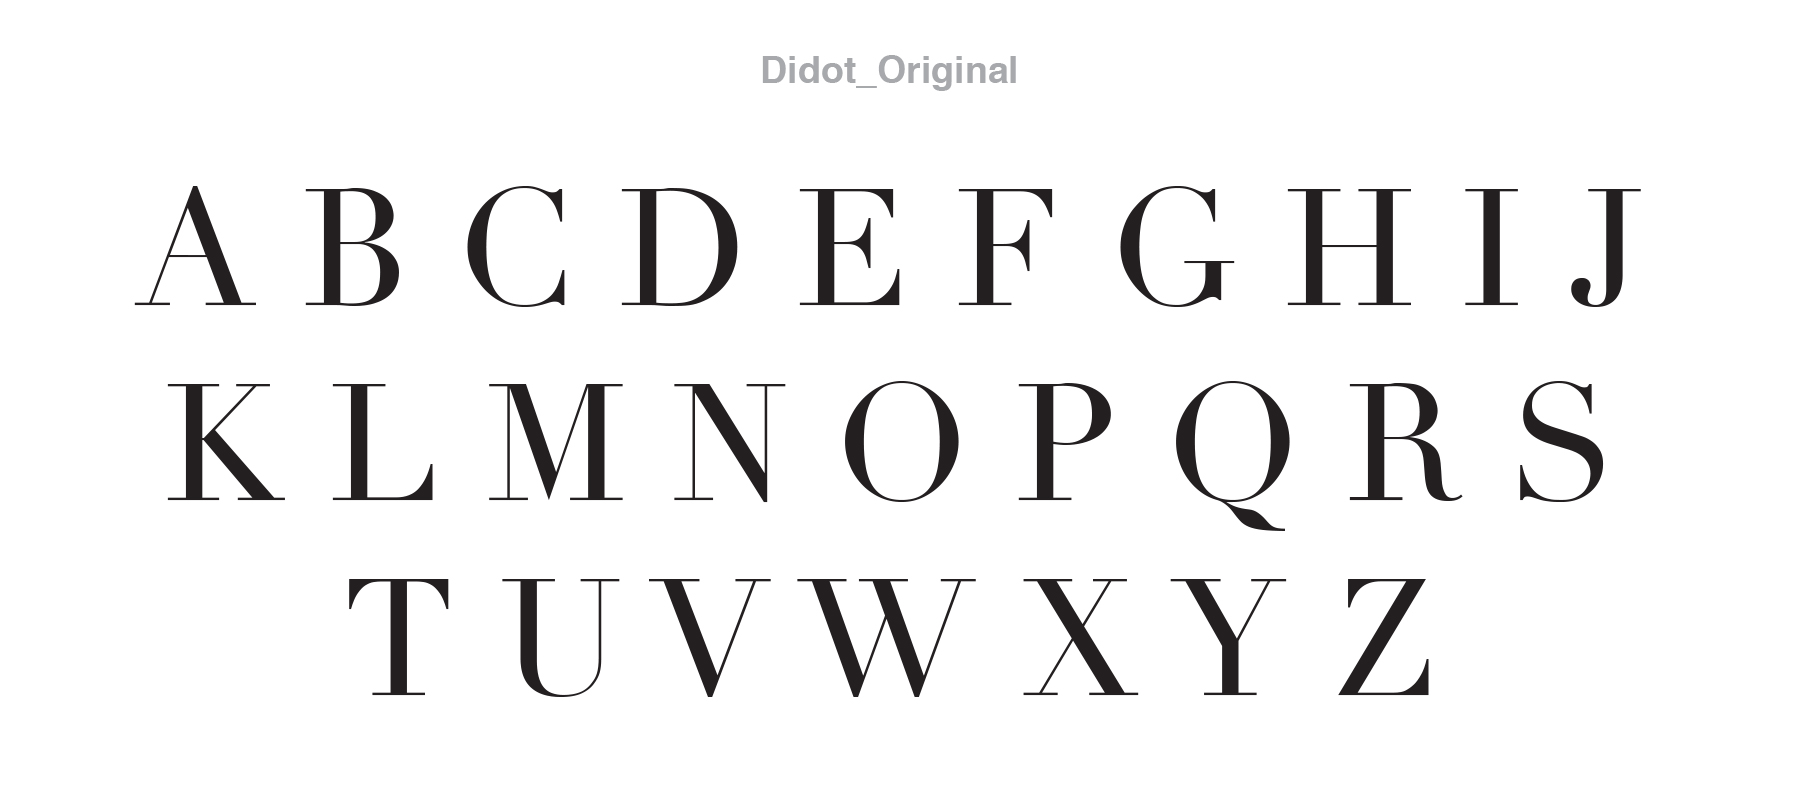 Didot_Original
A B C D E F G H I J
K L M N O P Q R S
T U V W X Y Z